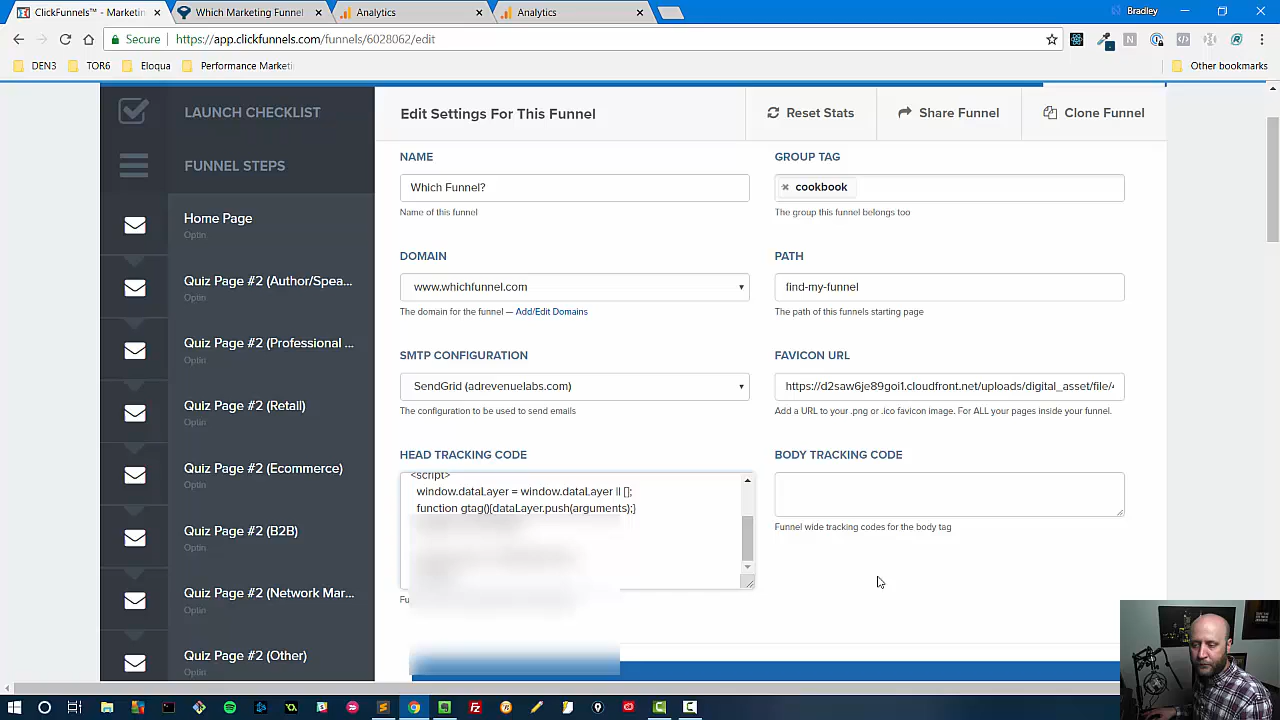 ClickFunnels™ - Marketin
Which Marketing Funnel
Analytics
Analytics
Bradley
Secure
https://app.clickfunnels.com/funnels/6028062/edit
DEN3
TOR6
Eloqua
Performance Marketi
Other bookmarks
LAUNCH CHECKLIST
Edit Settings For This Funnel
Reset Stats
Share Funnel
Clone Funnel
FUNNEL STEPS
NAME
GROUP TAG
Which Funnel?
cookbook
Name of this funnel
The group this funnel belongs too
Home Page
Optin
DOMAIN
PATH
www.whichfunnel.com
find-my-funnel
The domain for the funnel — Add/Edit Domains
The path of this funnels starting page
Quiz Page #2 (Author/Spea...
Optin
Quiz Page #2 (Professional ...
Optin
SMTP CONFIGURATION
FAVICON URL
SendGrid (adrevenuelabs.com)
https://d2saw6je89goi1.cloudfront.net/uploads/digital_asset/file/
The configuration to be used to send emails
Add a URL to your .png or .ico favicon image. For ALL your pages inside your funnel.
Quiz Page #2 (Retail)
Optin
HEAD TRACKING CODE
BODY TRACKING CODE
<script>
window.dataLayer = window.dataLayer || [];
function gtag(){dataLayer.push(arguments);}
Funnel wide tracking codes for the body tag
Fu
Quiz Page #2 (Ecommerce)
Optin
Quiz Page #2 (B2B)
Optin
Quiz Page #2 (Network Mar...
Optin
Quiz Page #2 (Other)
Optin